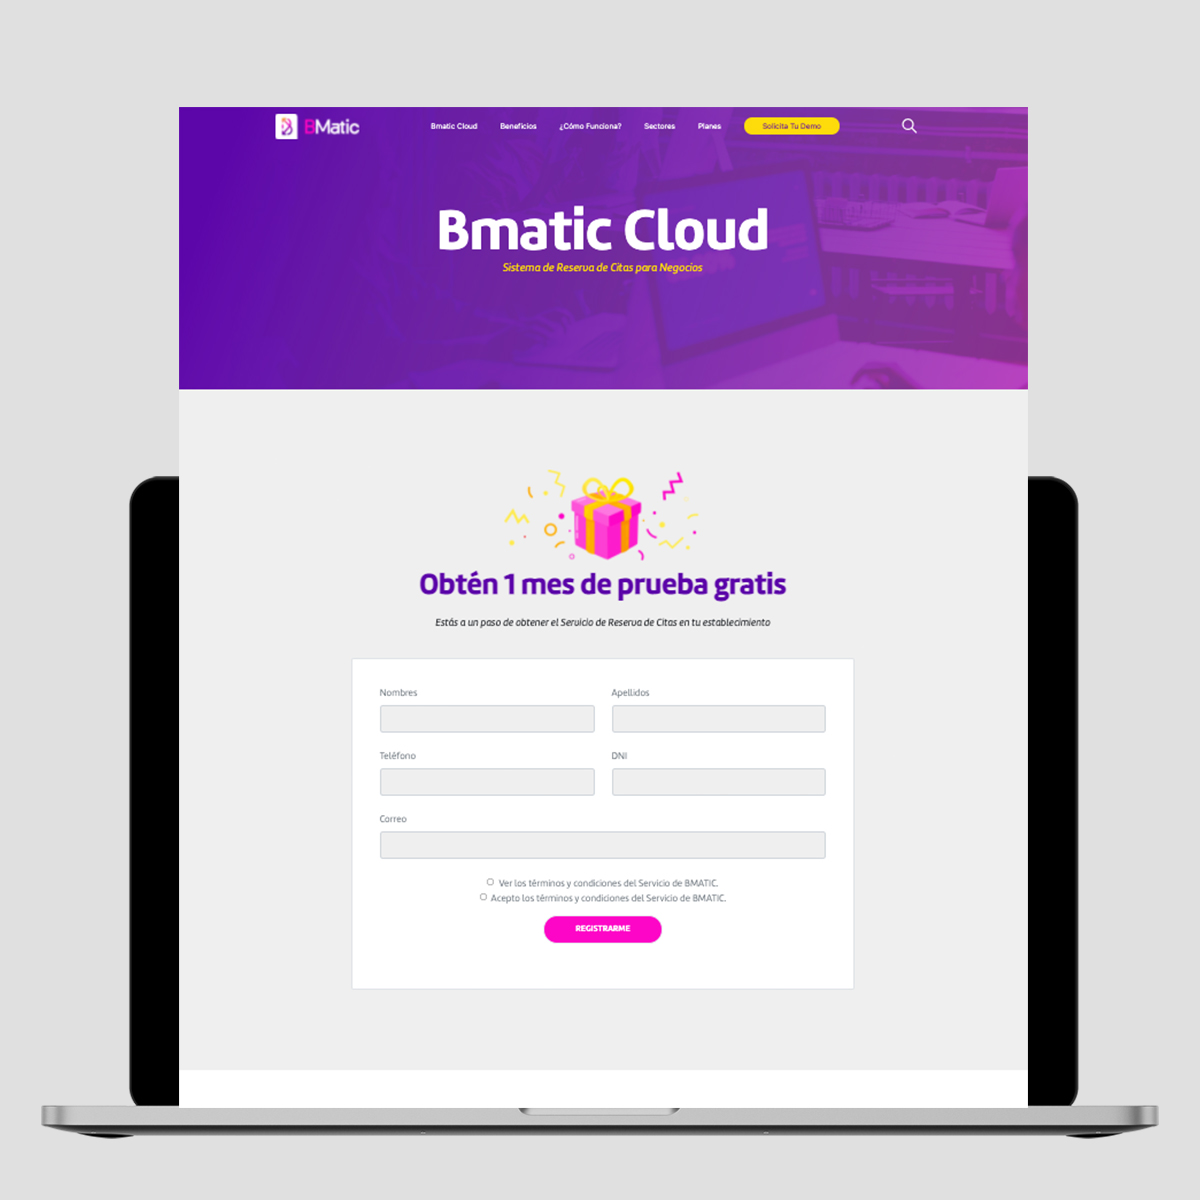 BMatic
Bmatic Cloud Beneficios ¿Cómo Funciona? Sectores Planes Solicita Tu Demo
Bmatic Cloud
Sistema de Reserva de Citas para Negocios
Obtén 1 mes de prueba gratis
Estás a un paso de obtener el Servicio de Reserva de Citas en tu establecimiento
Nombres Apellidos
Teléfono DNI
Correo
Ver los términos y condiciones del Servicio de BMATIC.
Acepto los términos y condiciones del Servicio de BMATIC.
REGISTRARME